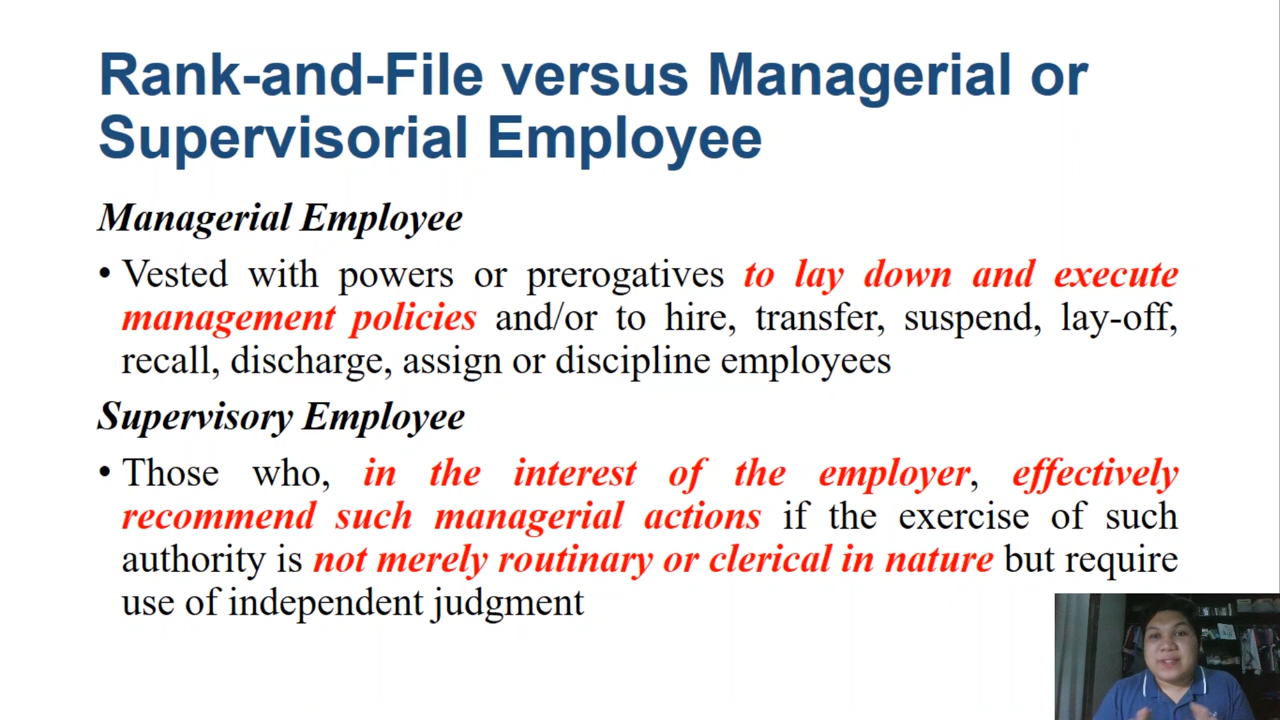 Rank-and-File versus Managerial or
Supervisorial Employee
Managerial Employee
• Vested with powers or prerogatives to lay down and execute
management policies and/or to hire, transfer, suspend, lay-off,
recall, discharge, assign or discipline employees
Supervisory Employee
• Those who, in the interest of the employer, effectively
recommend such managerial actions if the exercise of such
authority is not merely routinary or clerical in nature but require
use of independent judgment